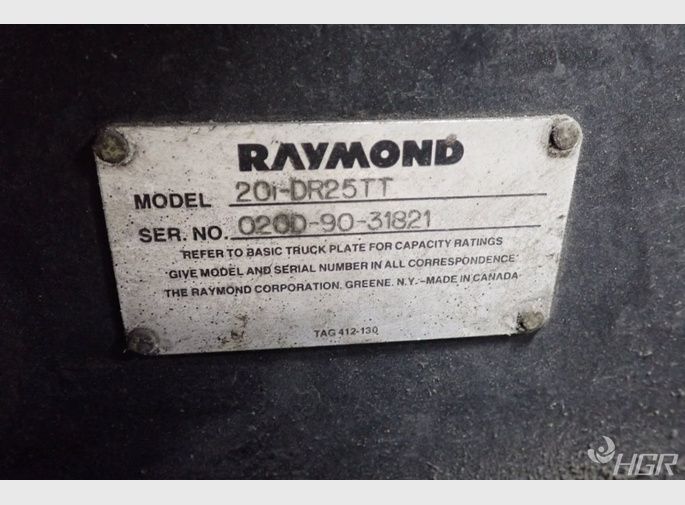 RAYMOND
MODEL 20i-DR25TT
SER. NO. 020D-90-31821
REFER TO BASIC TRUCK PLATE FOR CAPACITY RATINGS
GIVE MODEL AND SERIAL NUMBER IN ALL CORRESPONDENCE
THE RAYMOND CORPORATION, GREENE, N.Y.-MADE IN CANADA
TAG 412-130
HGR